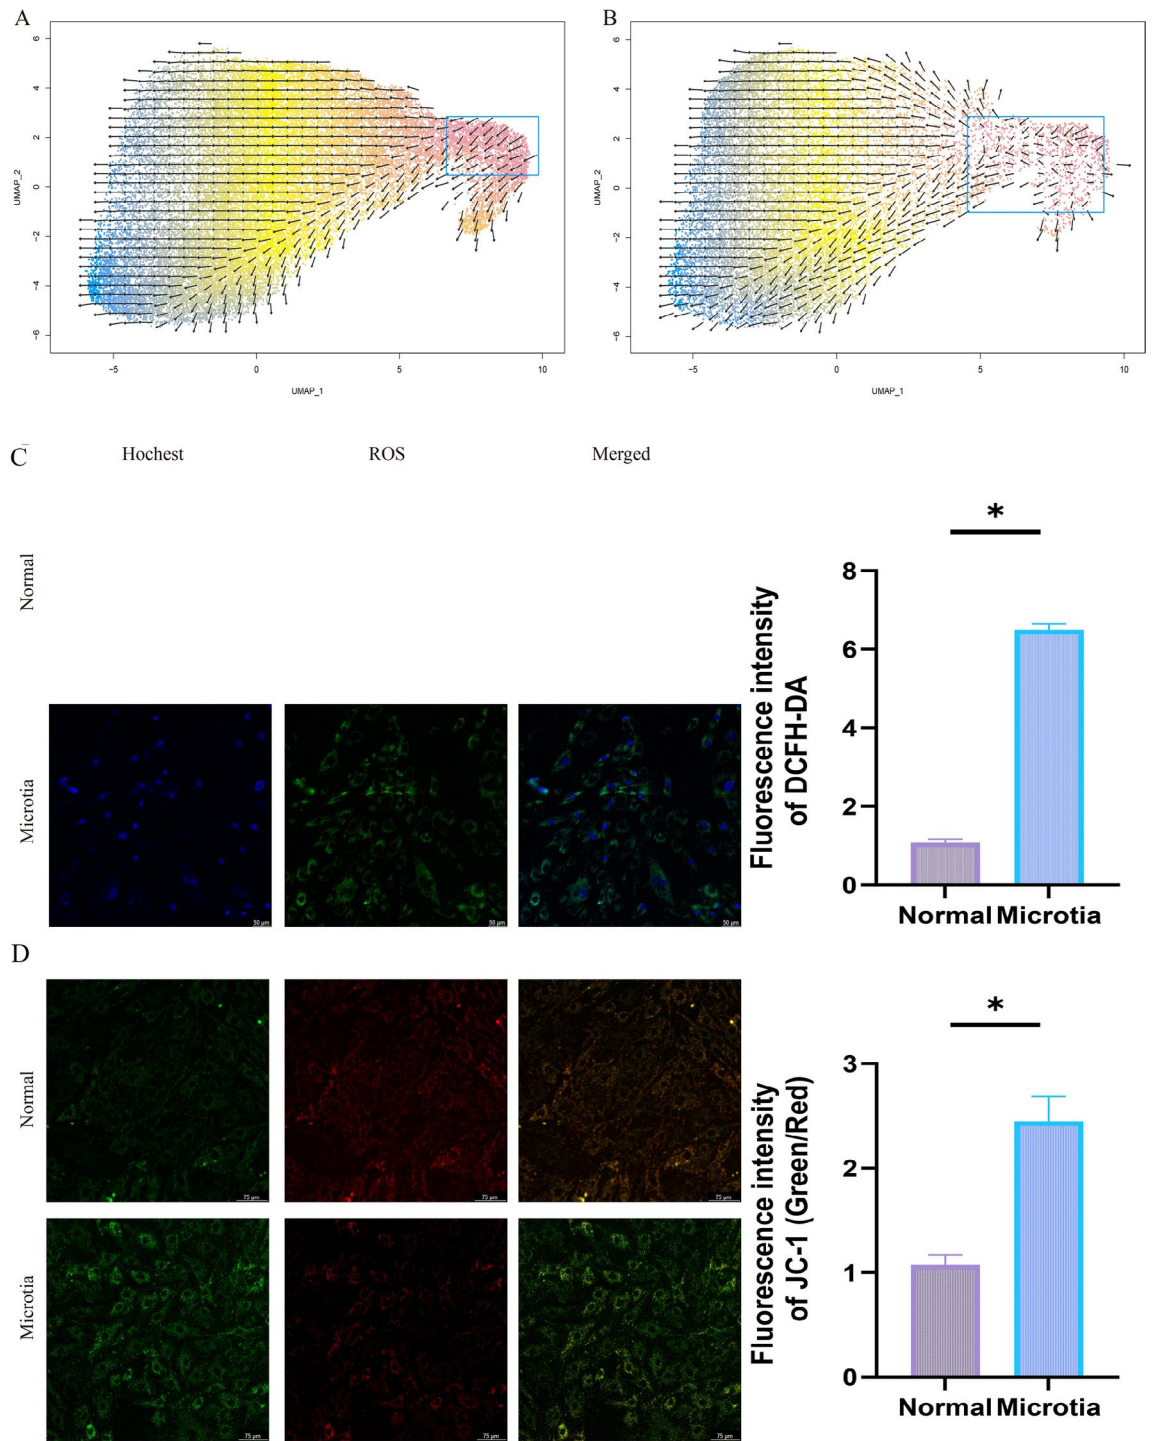 A
B
6
4
2
0
−2
−4
−6
UMAP_2
−5
0
5
10
UMAP_1
6
4
2
0
−2
−4
−6
UMAP_2
−5
0
5
10
UMAP_1
C
Hochest
ROS
Merged
Normal
Microtia
50 µm
50 µm
50 µm
*
Fluorescence intensity
of DCFH-DA
8
6
4
2
0
Normal Microtia
D
Normal
75 µm
75 µm
75 µm
Microtia
75 µm
75 µm
75 µm
*
Fluorescence intensity
of JC-1 (Green/Red)
3
2
1
0
Normal Microtia